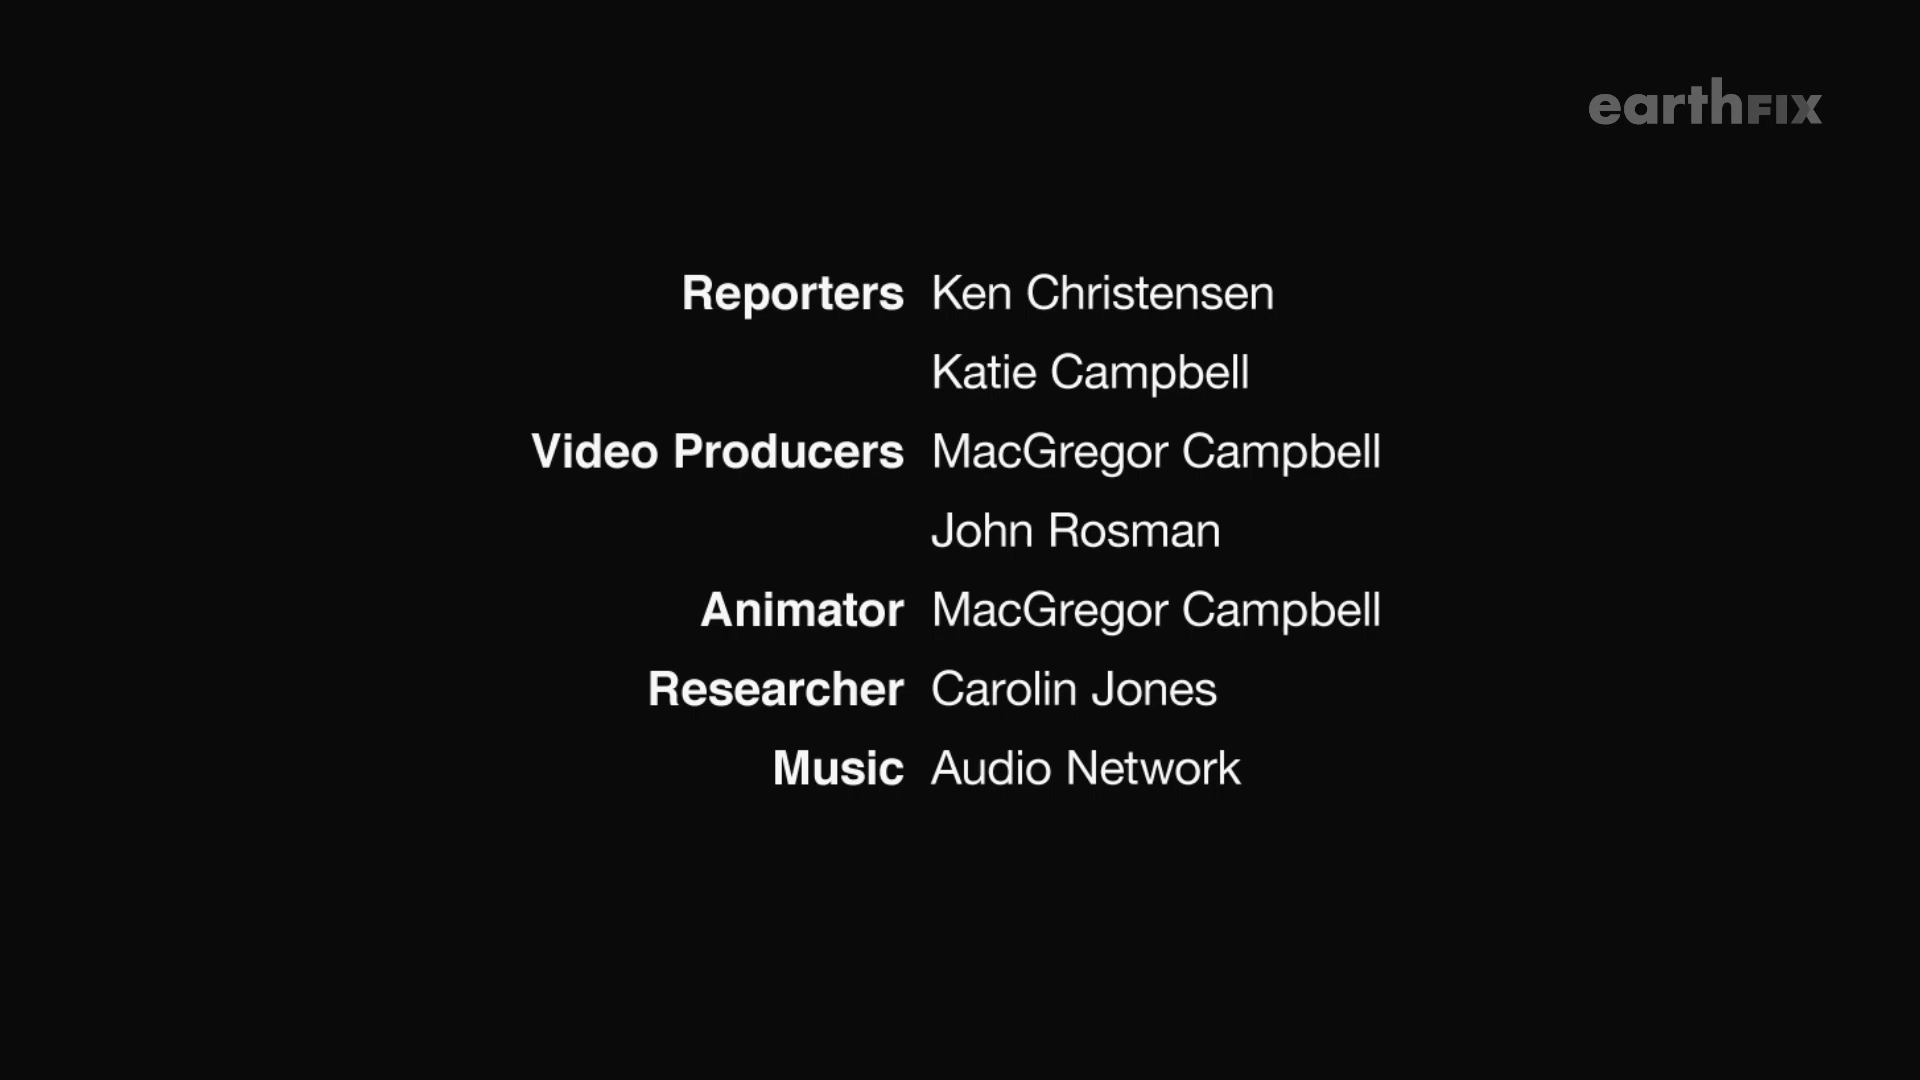 earthFIX
Reporters Ken Christensen
Katie Campbell
Video Producers MacGregor Campbell
John Rosman
Animator MacGregor Campbell
Researcher Carolin Jones
Music Audio Network